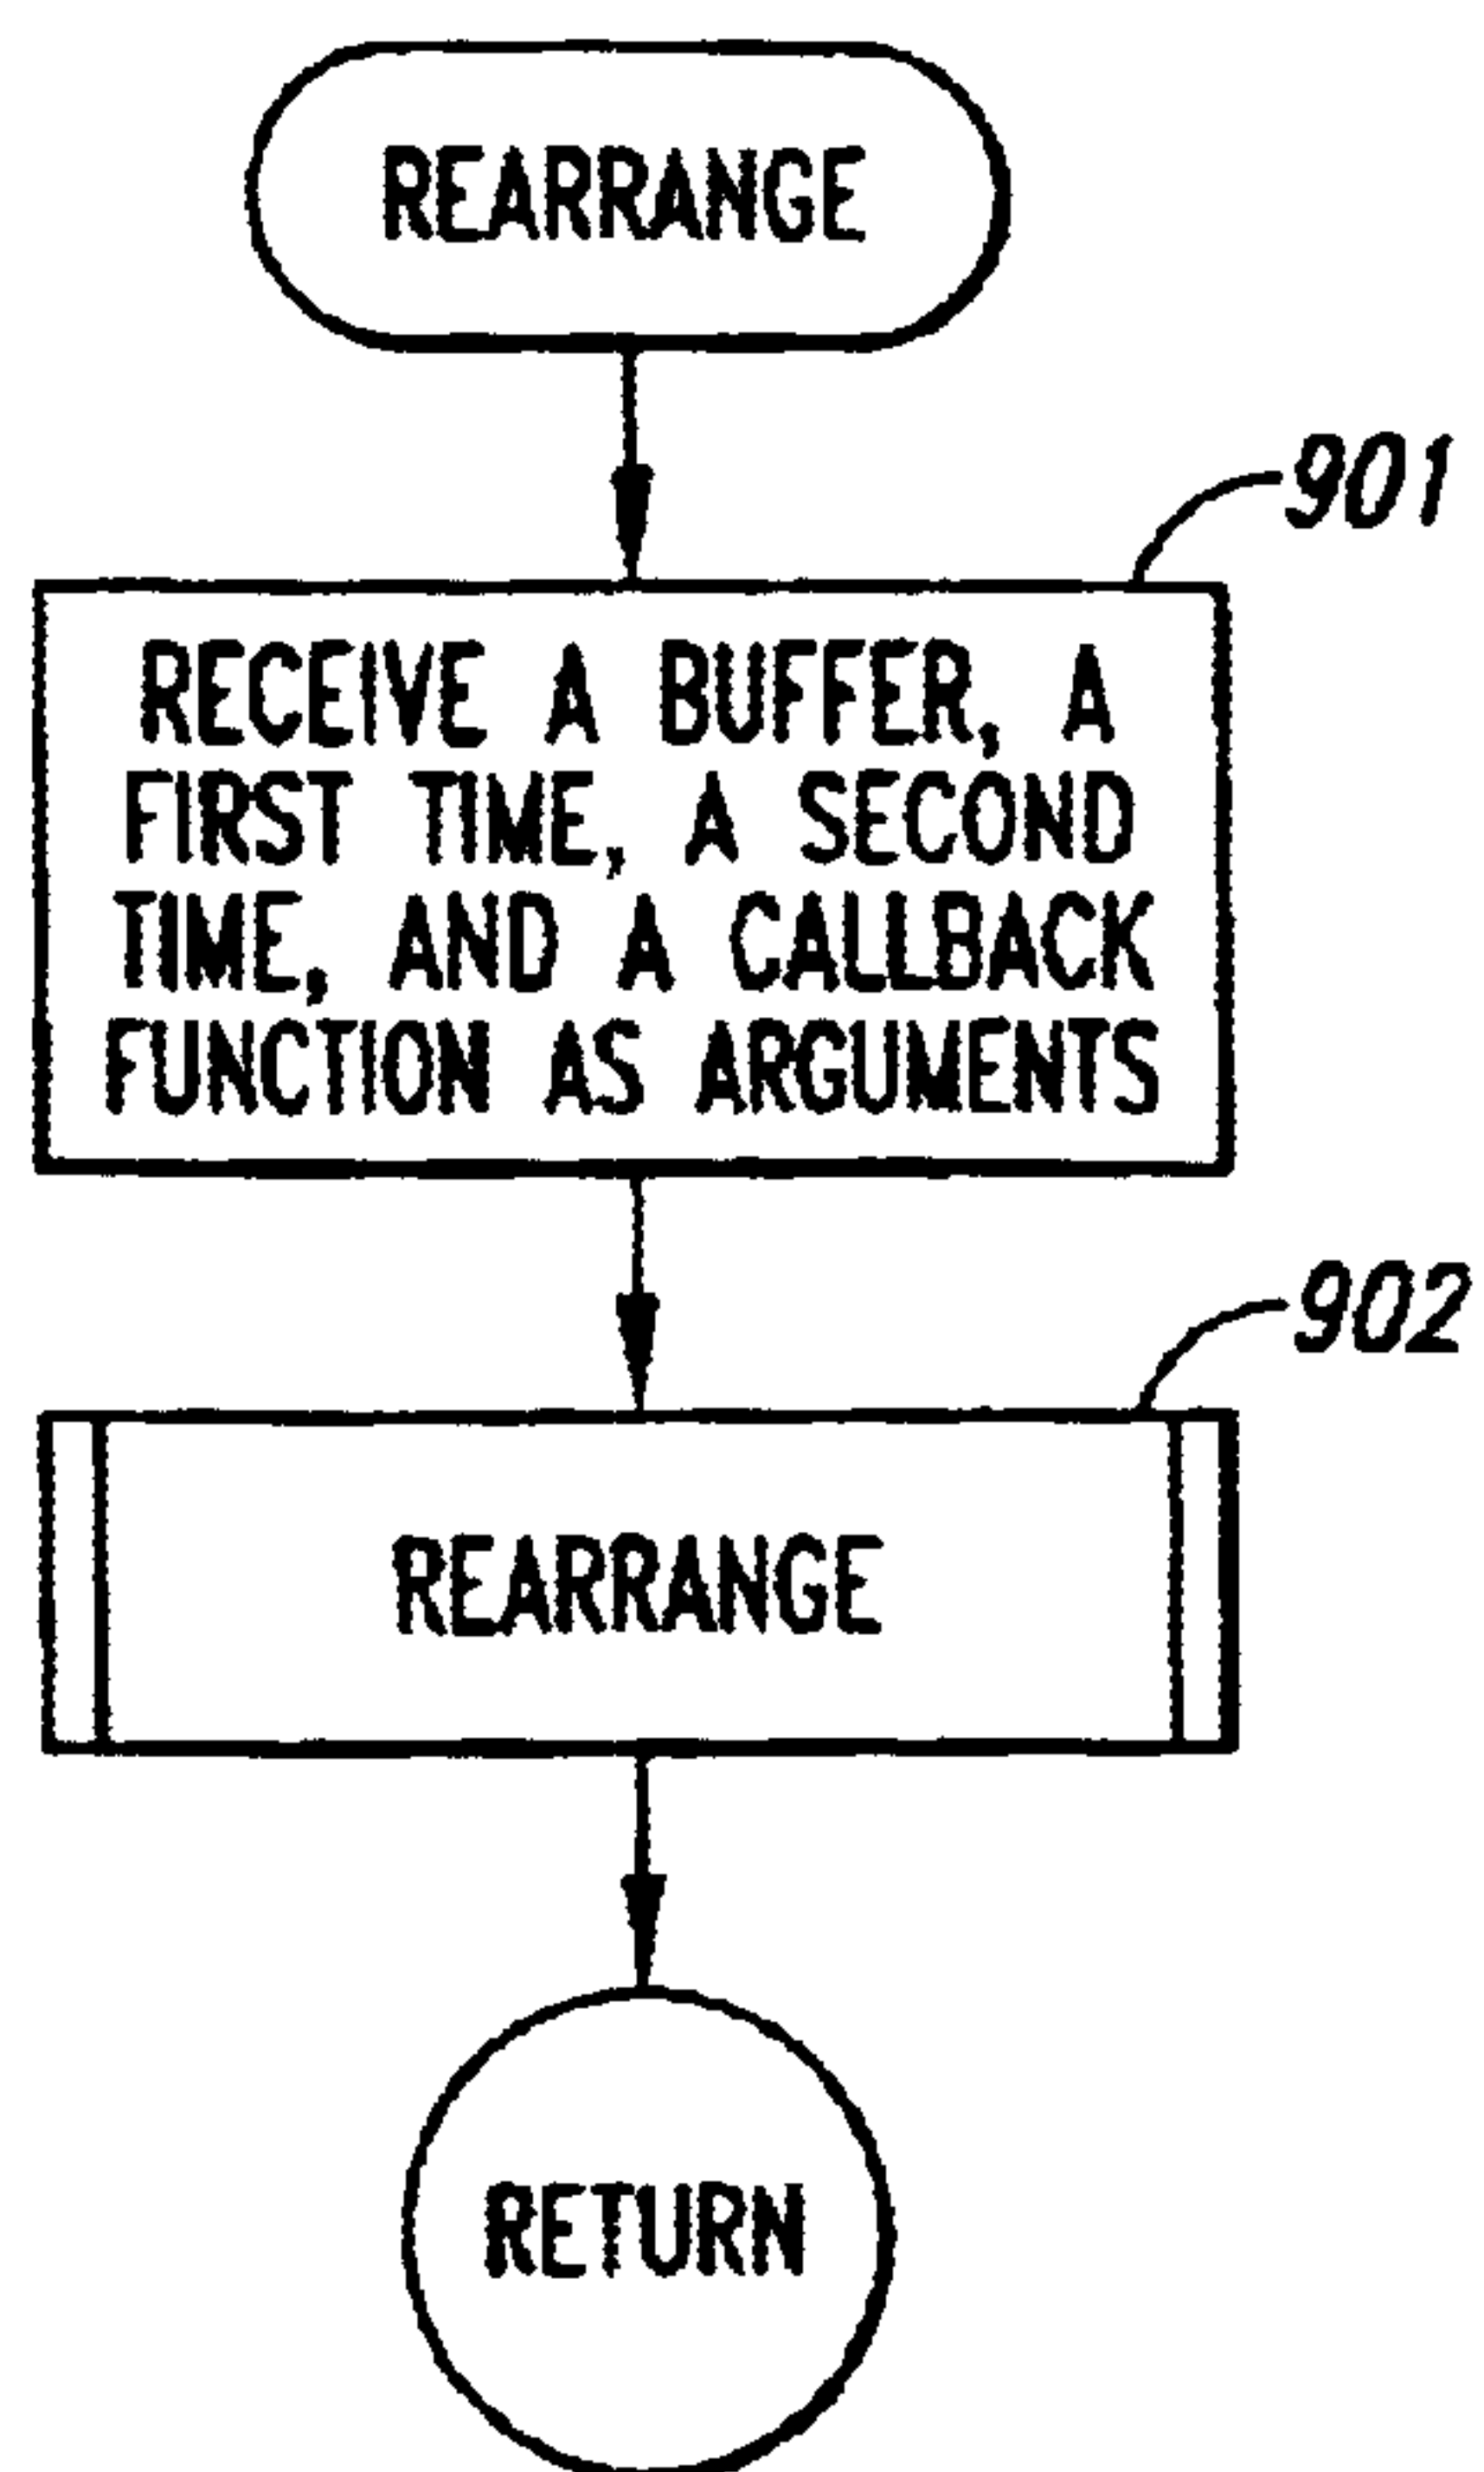 REARRANGE
901
RECEIVE A BUFFER, A
FIRST TIME, A SECOND
TIME, AND A CALLBACK
FUNCTION AS ARGUMENTS
902
REARRANGE
RETURN